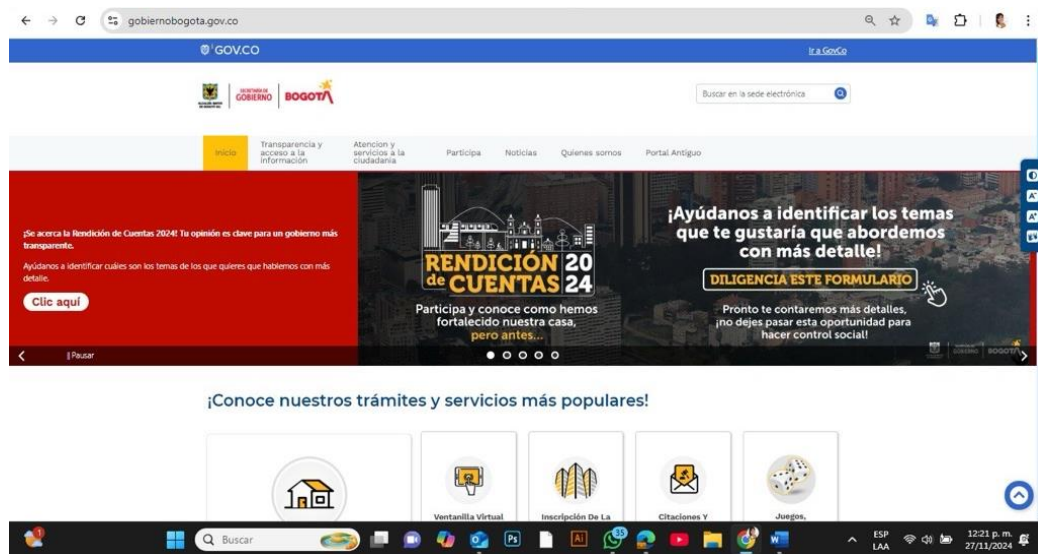 gobiernobogota.gov.co
GOV.CO
Ir a GovCo
SECRETARÍA DE
GOBIERNO
BOGOTÁ
Buscar en la sede electrónica
Inicio
Transparencia y
acceso a la
información
Atencion y
servicios a la
ciudadania
Participa
Noticias
Quienes somos
Portal Antiguo
¡Se acerca la Rendición de Cuentas 2024! Tu opinión es clave para un gobierno más
transparente.
Ayúdanos a identificar cuáles son los temas de los que quieres que hablemos con más
detalle.
Clic aquí
|| Pausar
RENDICIÓN 20
de CUENTAS 24
Participa y conoce como hemos
fortalecido nuestra casa,
pero antes...
¡Ayúdanos a identificar los temas
que te gustaría que abordemos
con más detalle!
DILIGENCIA ESTE FORMULARIO
Pronto te contaremos más detalles,
¡no dejes pasar esta oportunidad para
hacer control social!
GOBIERNO
BOGOTÁ
A-
A+
¡Conoce nuestros trámites y servicios más populares!
Ventanilla Virtual
Inscripción De La
Citaciones Y
Juegos,
Buscar
Ps
Ai
35
W
ESP
LAA
12:21 p. m.
27/11/2024